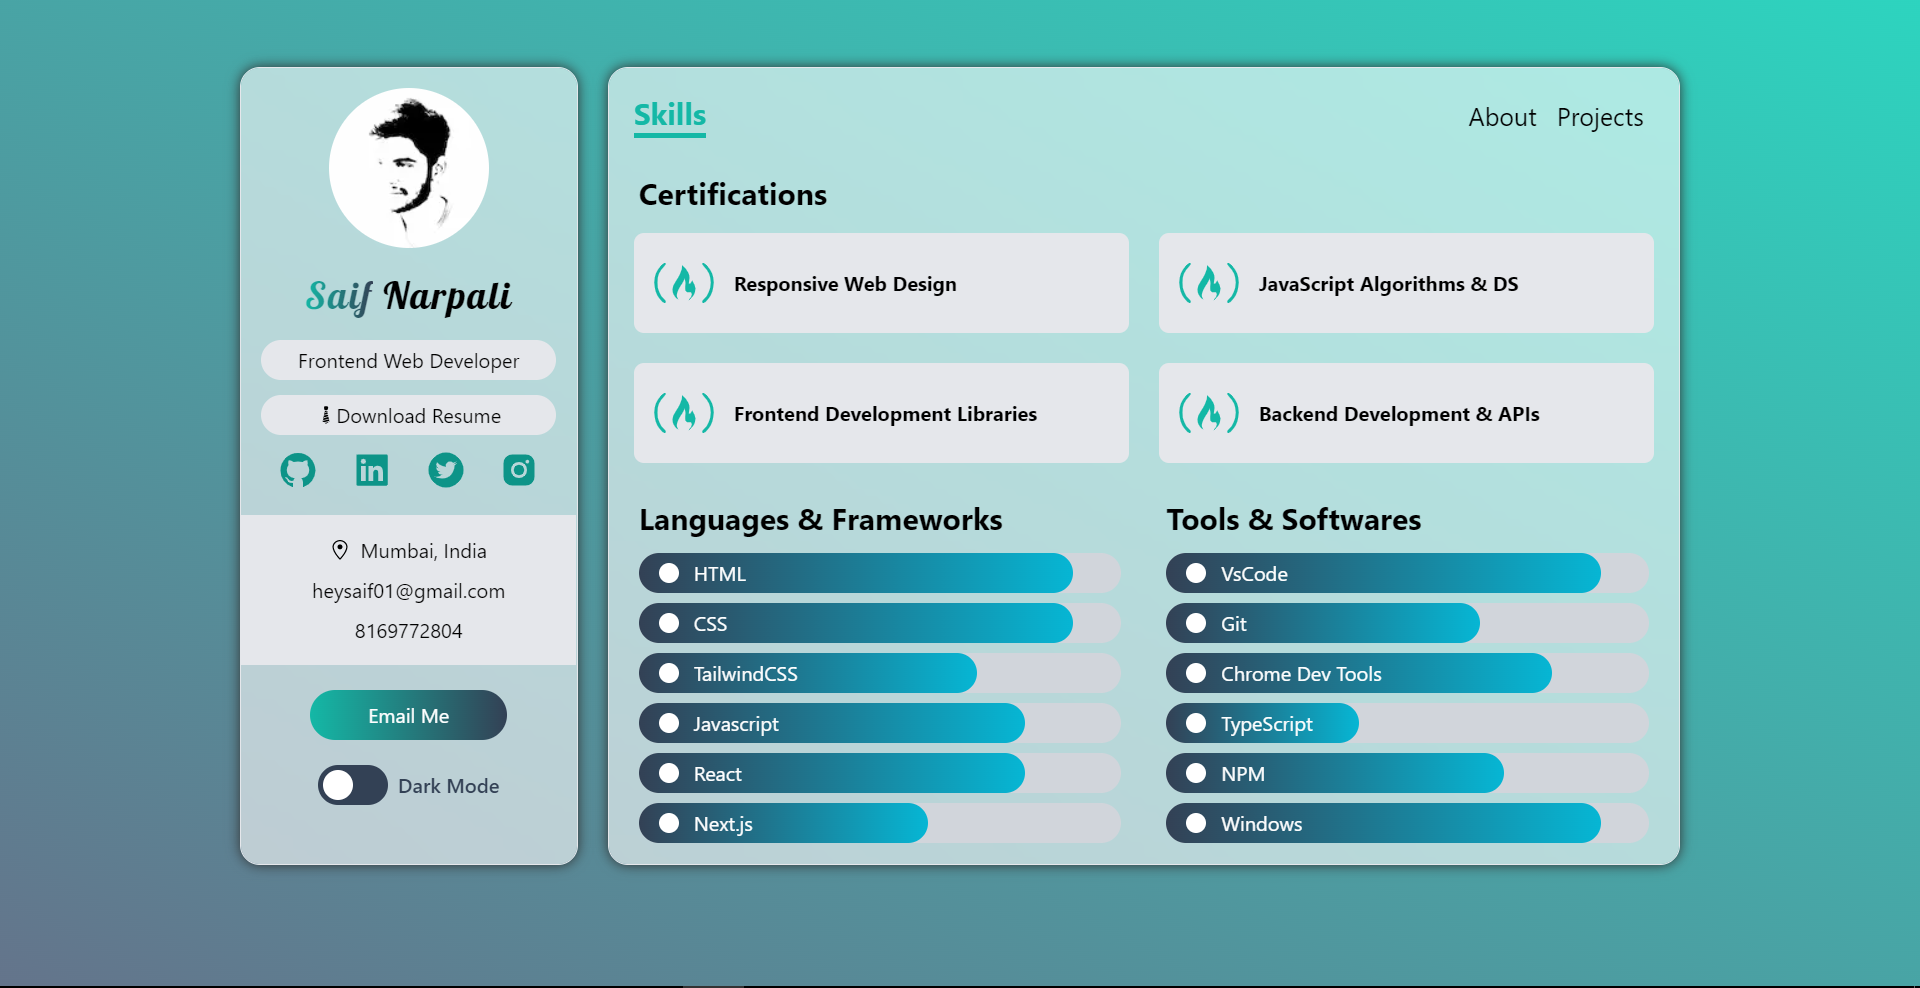 Saif Narpali
Frontend Web Developer
Download Resume
Mumbai, India
heysaif01@gmail.com
8169772804
Email Me
Dark Mode
Skills
About Projects
Certifications
Responsive Web Design
JavaScript Algorithms & DS
Frontend Development Libraries
Backend Development & APIs
Languages & Frameworks
HTML
CSS
TailwindCSS
Javascript
React
Next.js
Tools & Softwares
VsCode
Git
Chrome Dev Tools
TypeScript
NPM
Windows